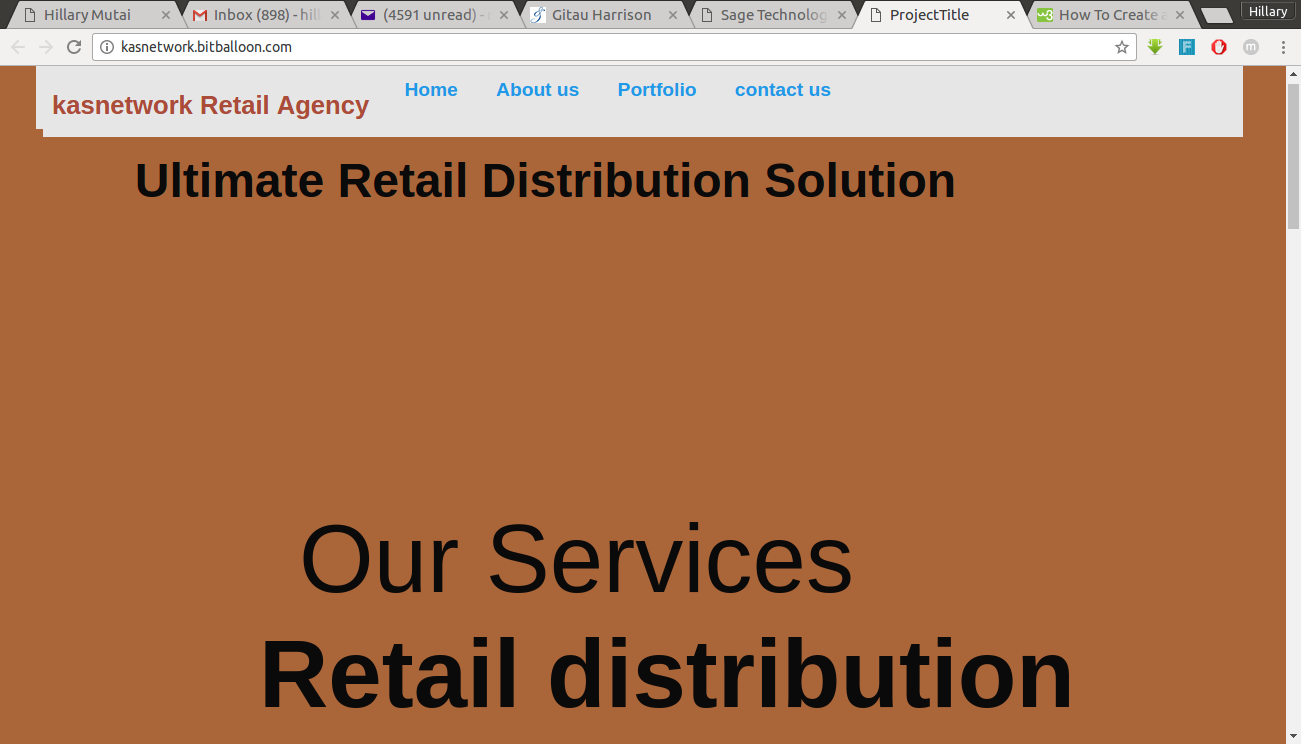 Hillary Mutai
Inbox (898) - hill
(4591 unread) -
Gitau Harrison
Sage Technolog
ProjectTitle
How To Create a
Hillary
kasnetwork.bitballoon.com
F
m
kasnetwork Retail Agency
Home About us Portfolio contact us
Ultimate Retail Distribution Solution
Our Services
Retail distribution